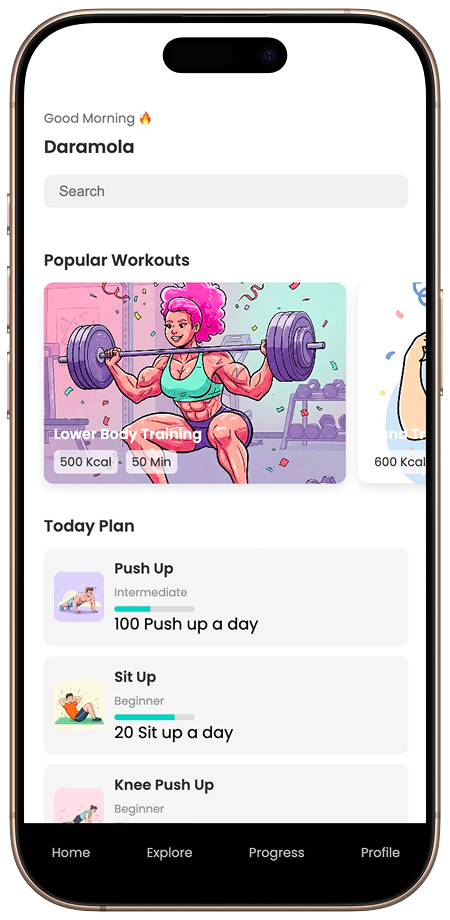 Good Morning 🔥
Daramola
Search
Popular Workouts
Lower Body Training
500 Kcal 50 Min
600 Kcal
Today Plan
Push Up
Intermediate
100 Push up a day
Sit Up
Beginner
20 Sit up a day
Knee Push Up
Beginner
Home Explore Progress Profile